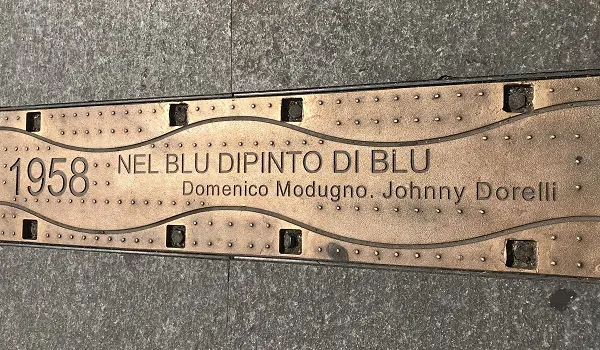 1958 NEL BLU DIPINTO DI BLU
Domenico Modugno. Johnny Dorelli